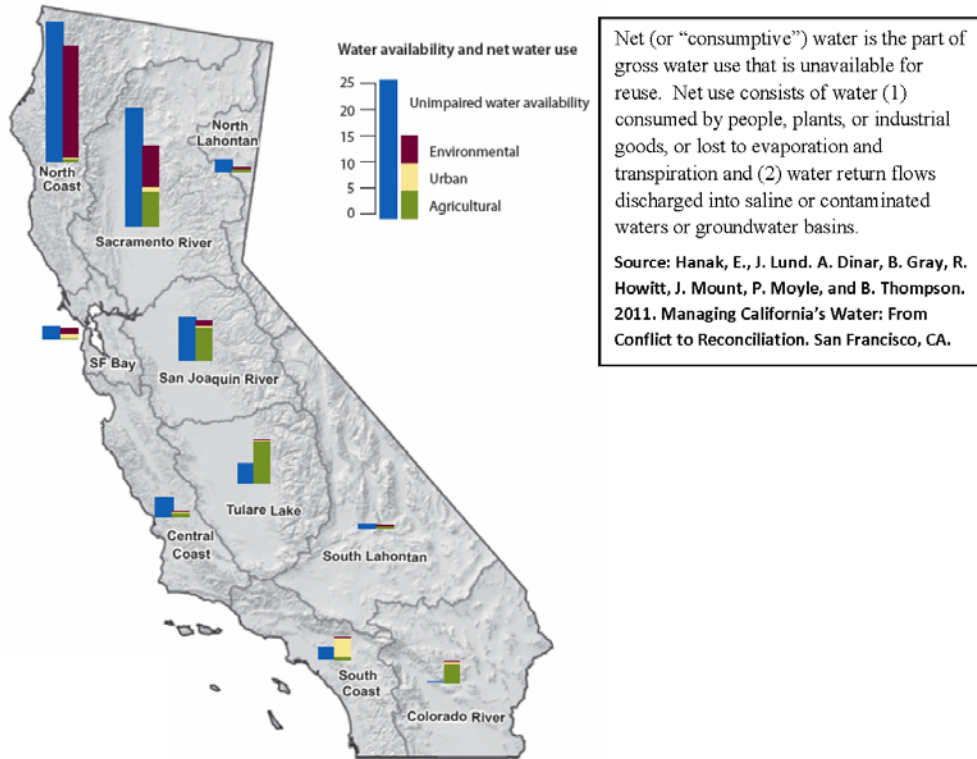 Water availability and net water use
25
20
15
10
5
0
Unimpaired water availability
Environmental
Urban
Agricultural
North
Coast
Sacramento River
North
Lahontan
SF Bay
San Joaquin River
Tulare Lake
Central
Coast
South Lahontan
South
Coast
Colorado River
Net (or “consumptive”) water is the part of
gross water use that is unavailable for
reuse. Net use consists of water (1)
consumed by people, plants, or industrial
goods, or lost to evaporation and
transpiration and (2) water return flows
discharged into saline or contaminated
waters or groundwater basins.
Source: Hanak, E., J. Lund. A. Dinar, B. Gray, R.
Howitt, J. Mount, P. Moyle, and B. Thompson.
2011. Managing California’s Water: From
Conflict to Reconciliation. San Francisco, CA.